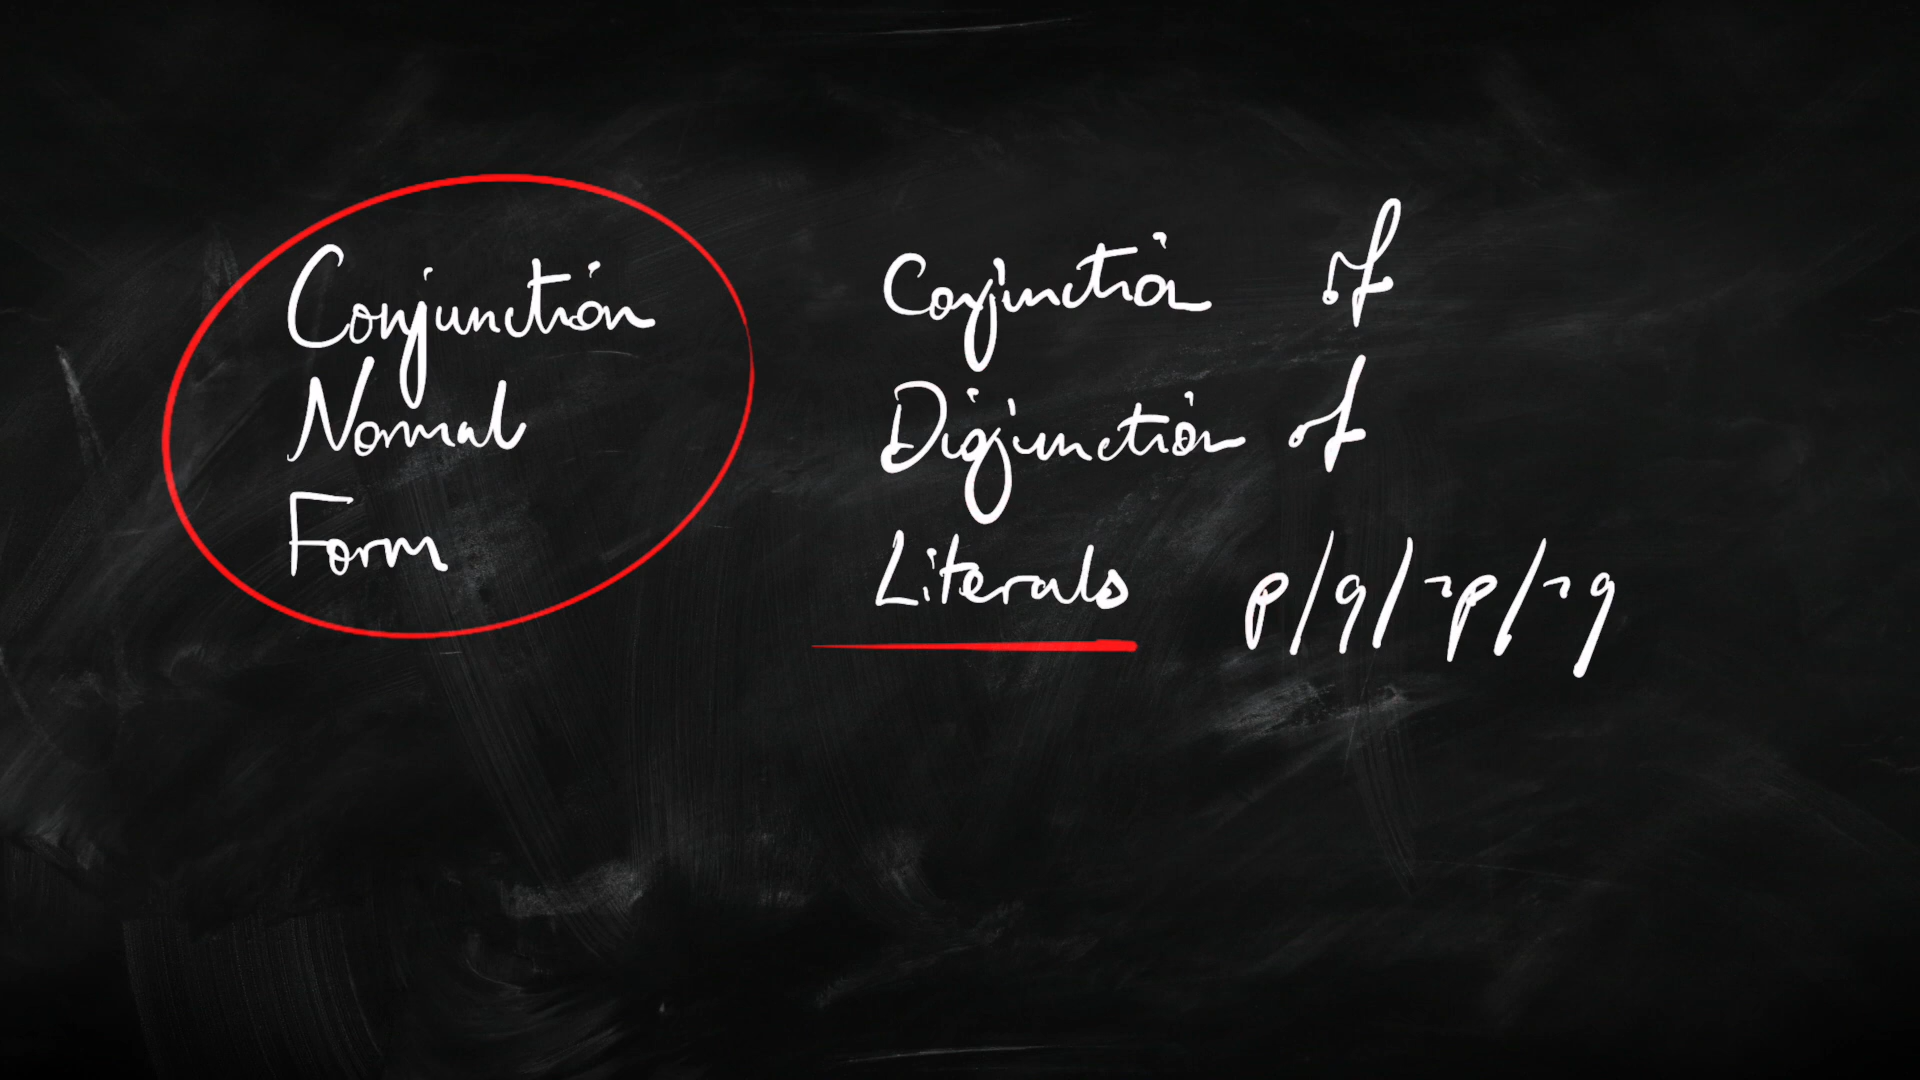 Conjunction
Normal
Form
Conjunction of
Disjunction of
Literals p/q/¬p/¬q